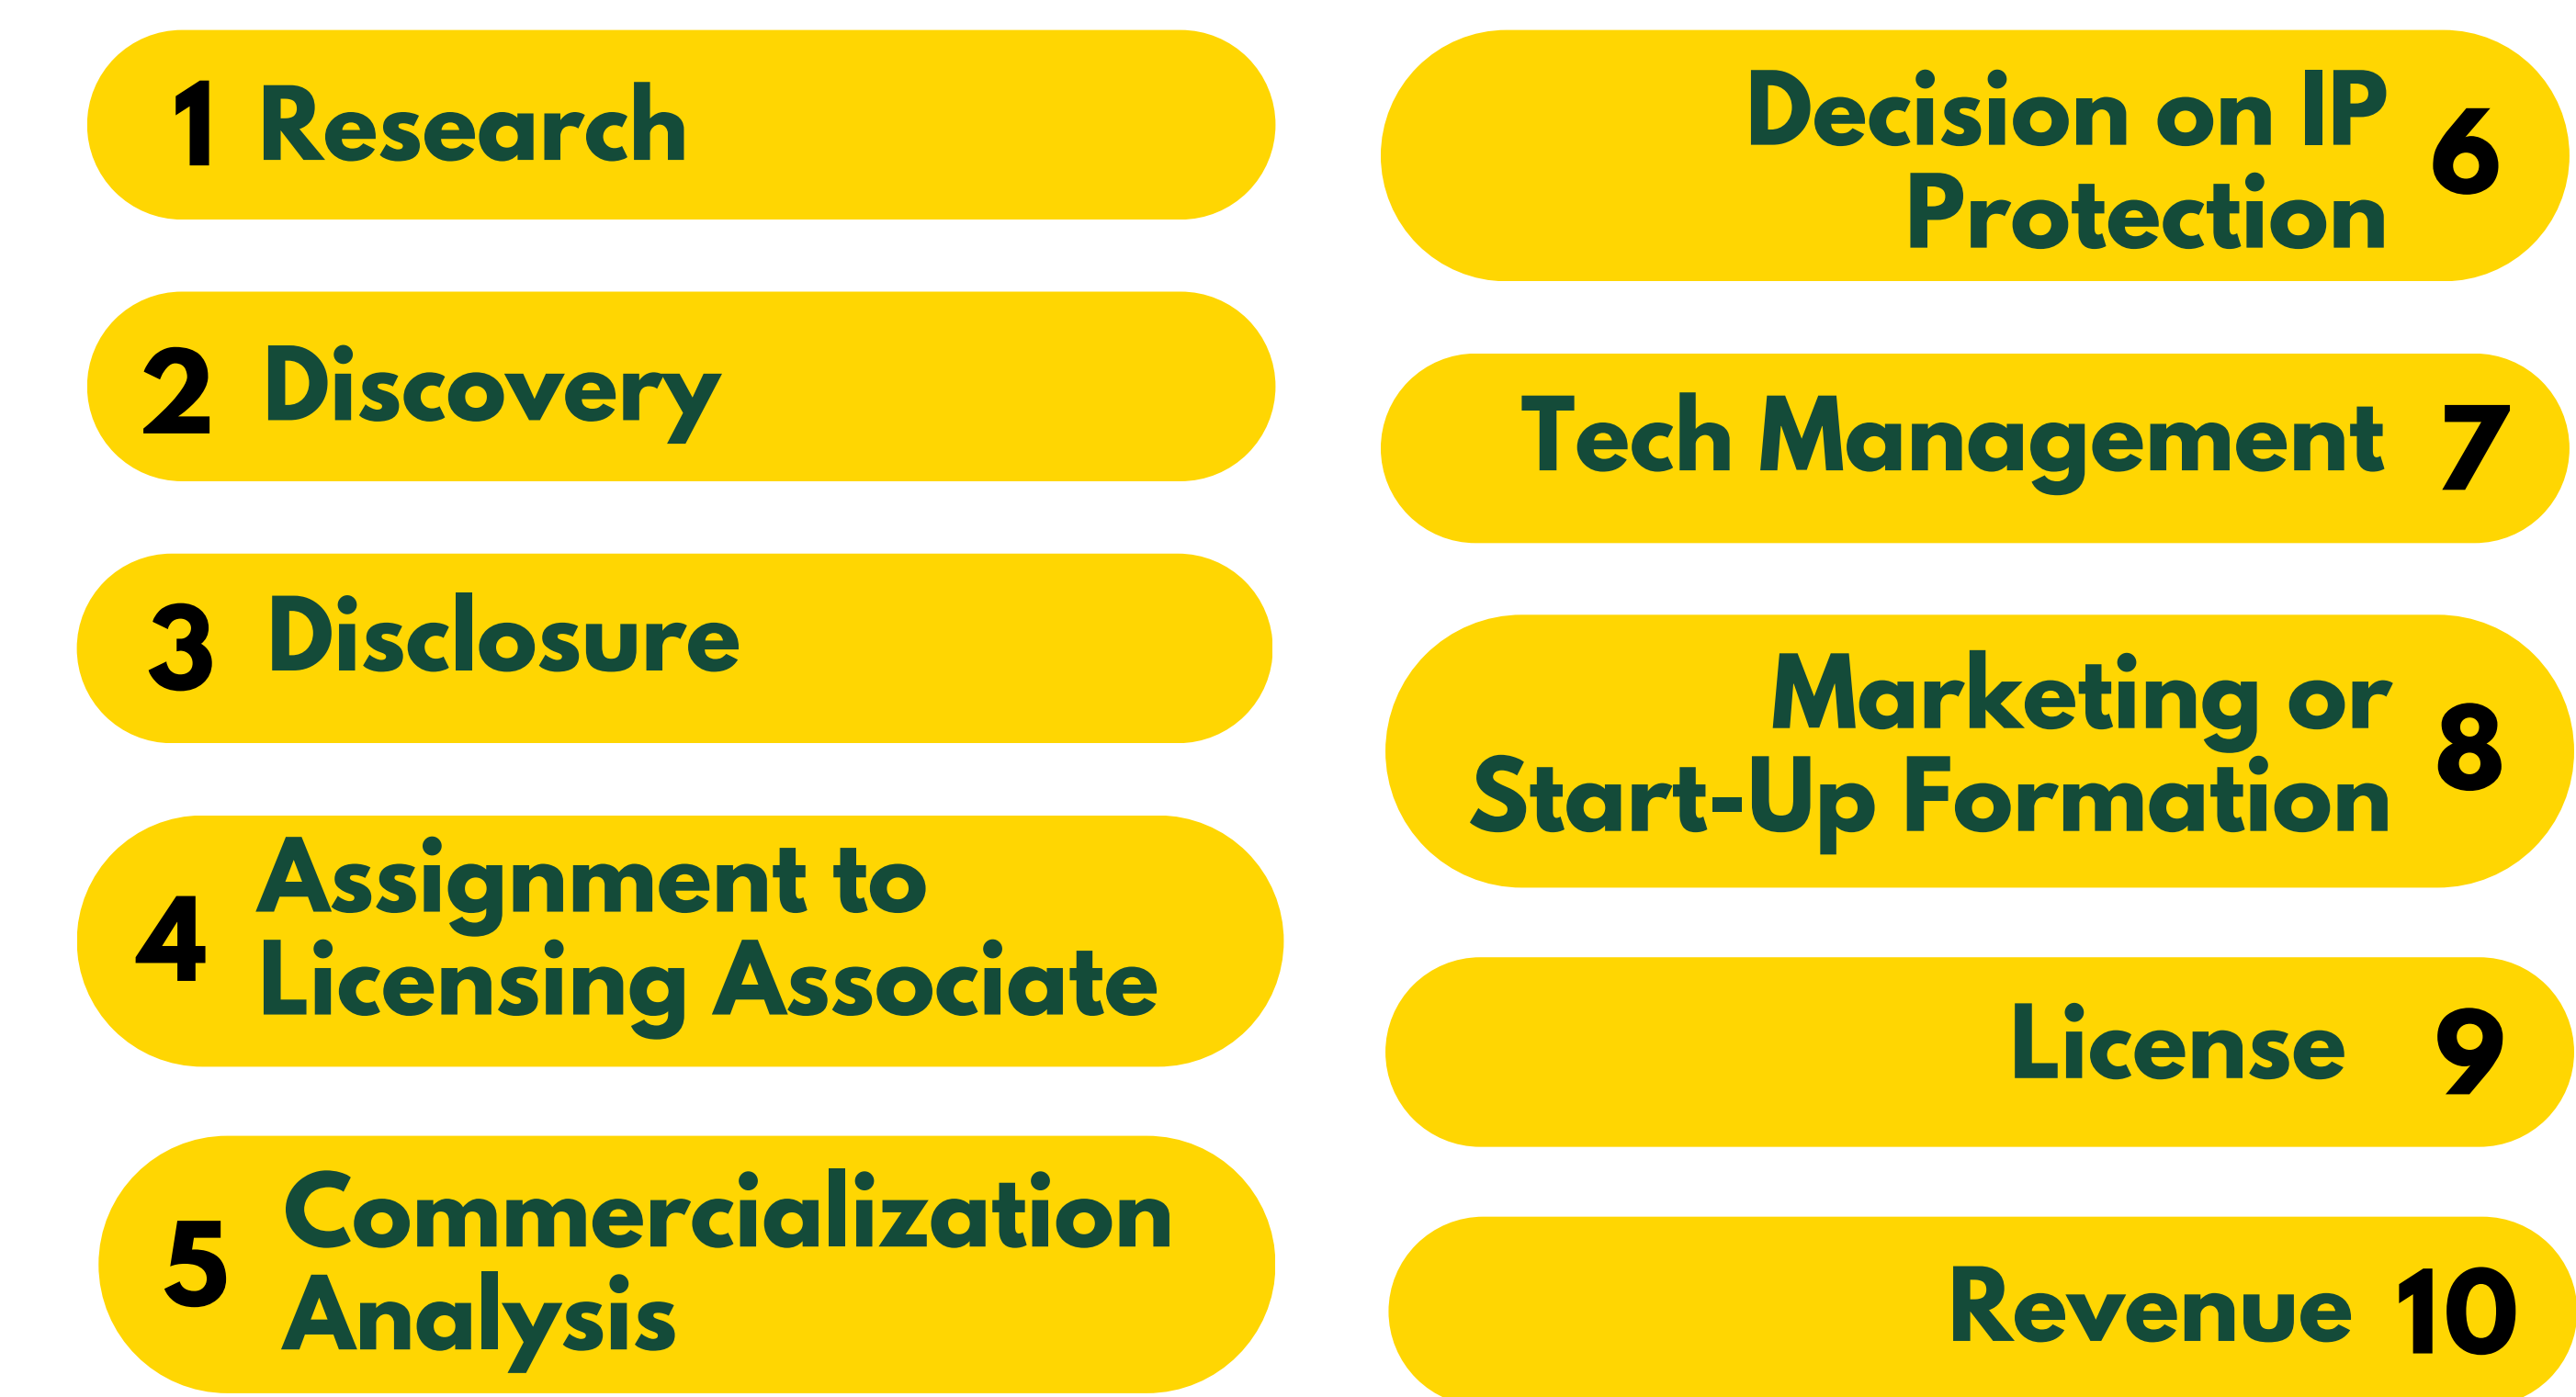 1 Research
2 Discovery
3 Disclosure
4 Assignment to
Licensing Associate
5 Commercialization
Analysis
Decision on IP
Protection 6
Tech Management 7
Marketing or
Start-Up Formation 8
License 9
Revenue 10